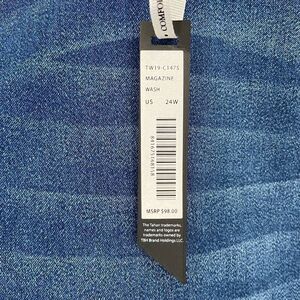 COMFO
TW19-C1475
MAGAZINE
WASH
US 24W
MSRP $98.00
The Tahari trademarks,
names and logos are
trademarks owned by
TBH Brand Holdings LLC.